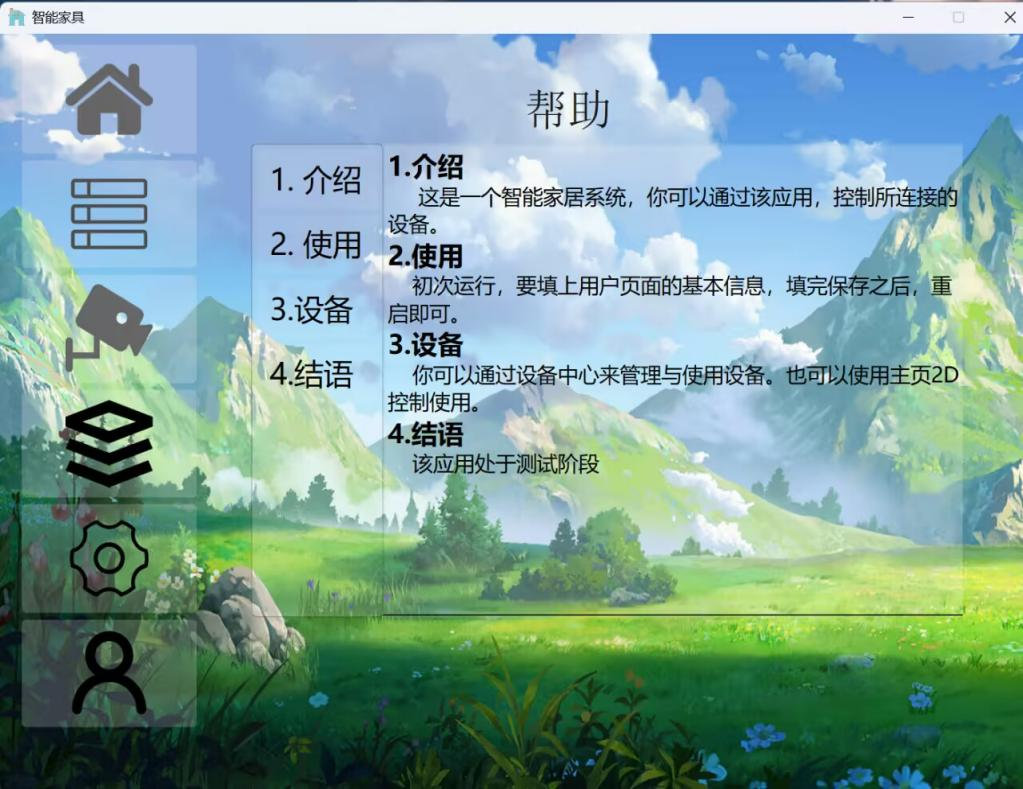 智能家具
帮助
1. 介绍
2. 使用
3.设备
4.结语
1.介绍
这是一个智能家居系统，你可以通过该应用，控制所连接的
设备。
2.使用
初次运行，要填上用户页面的基本信息，填完保存之后，重
启即可。
3.设备
你可以通过设备中心来管理与使用设备。也可以使用主页2D
控制使用。
4.结语
该应用处于测试阶段